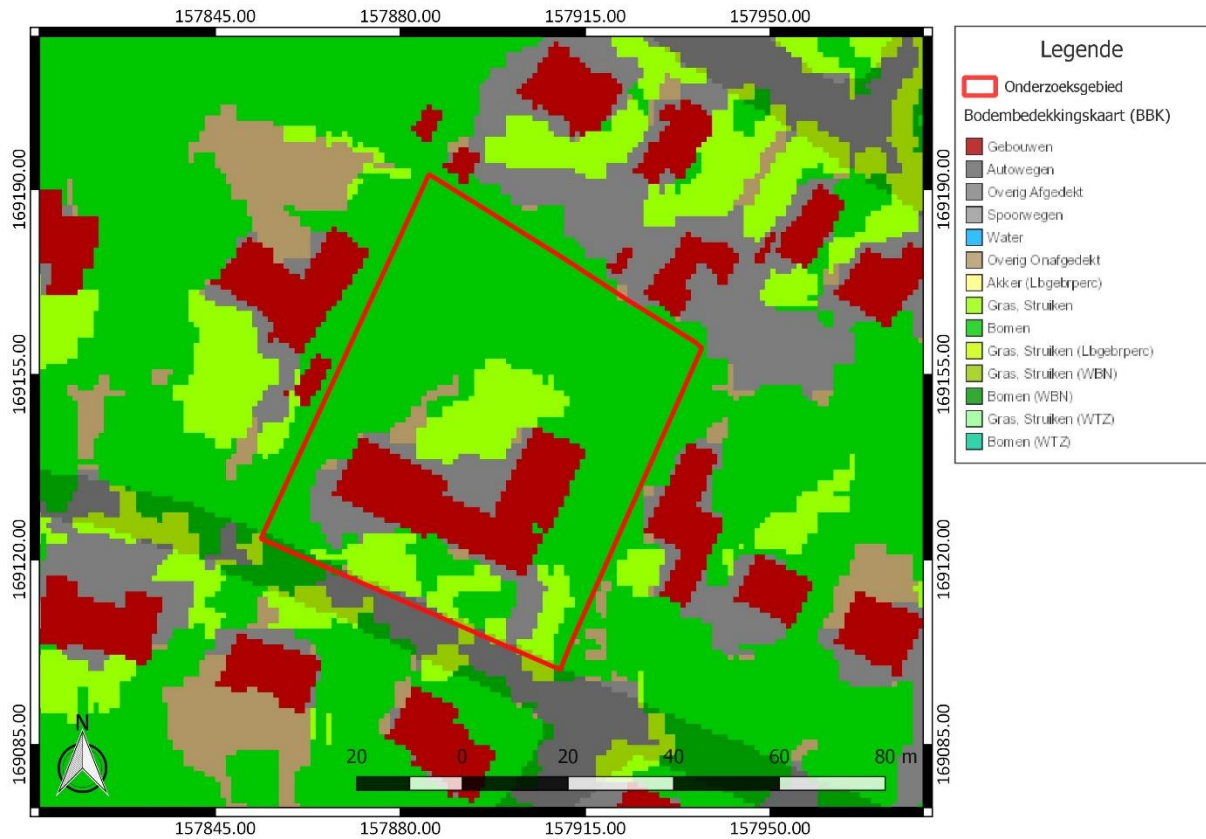 157845.00 157880.00 157915.00 157950.00
169190.00 169190.00
169155.00 169155.00
169120.00 169120.00
169085.00 169085.00
N
20 0 20 40 60 80 m
157845.00 157880.00 157915.00 157950.00
Legende
Onderzoeksgebied
Bodembedekkingskaart (BBK)
Gebouwen
Autowegen
Overig Afgedekt
Spoorwegen
Water
Overig Onafgedekt
Akker (Lbgebrperc)
Gras, Struiken
Bomen
Gras, Struiken (Lbgebrperc)
Gras, Struiken (WBN)
Bomen (WBN)
Gras, Struiken (WTZ)
Bomen (WTZ)